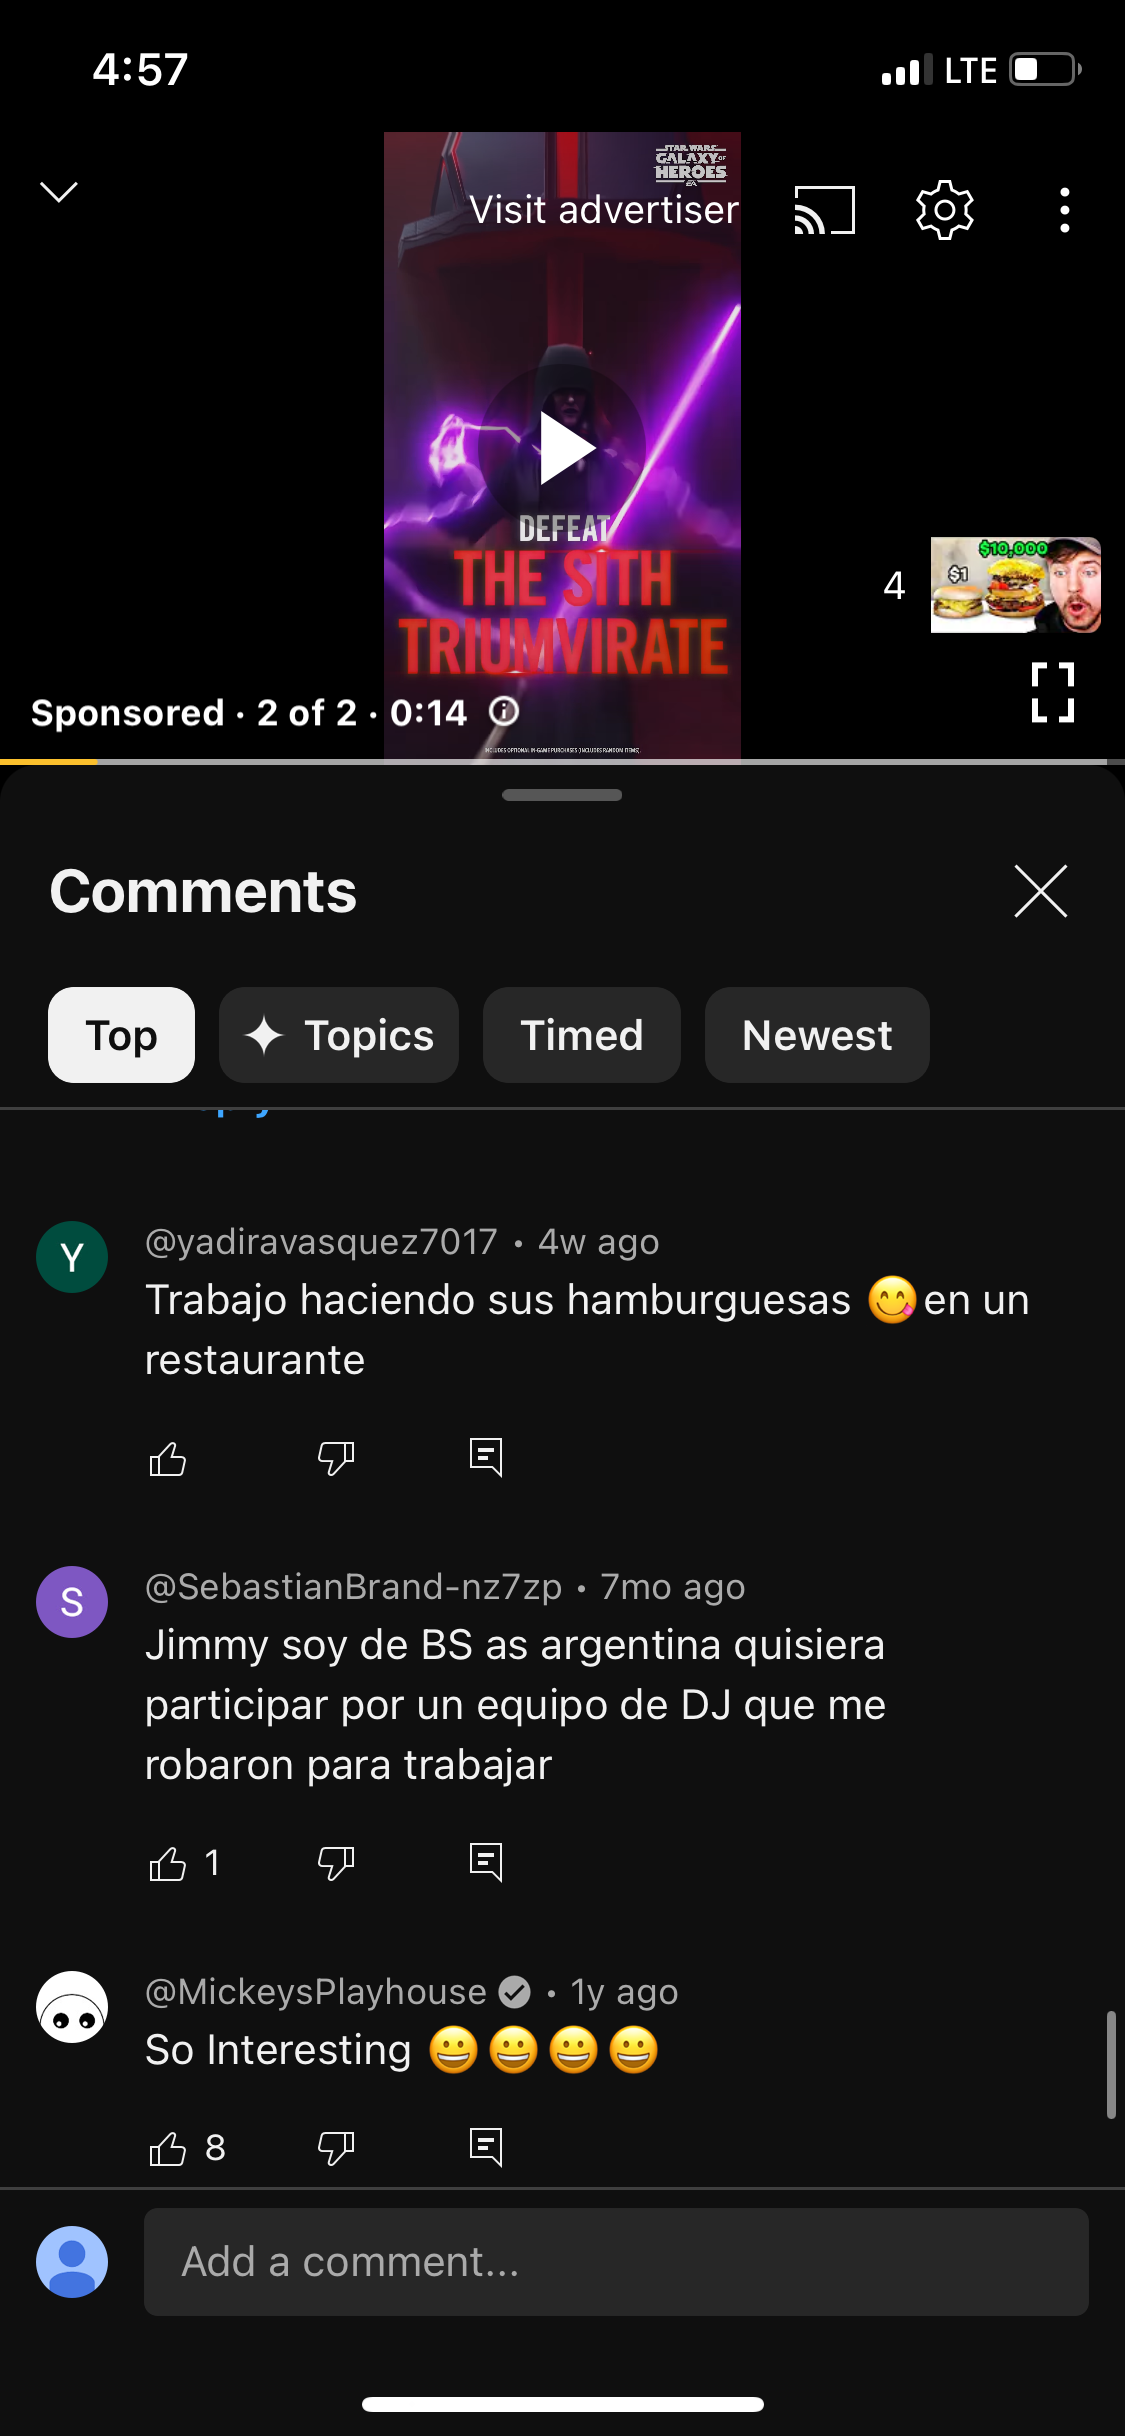 4:57
LTE
STAR WARS
GALAXY OF
HEROES
EA
Visit advertiser
DEFEAT
THE SITH
TRIUMVIRATE
$10,000
$1
4
Sponsored · 2 of 2 · 0:14
INCLUDES OPTIONAL IN-GAME PURCHASES (INCLUDES RANDOM ITEMS).
Comments
Top
Topics
Timed
Newest
@yadiravasquez7017 • 4w ago
Trabajo haciendo sus hamburguesas 😋en un
restaurante
@SebastianBrand-nz7zp • 7mo ago
Jimmy soy de BS as argentina quisiera
participar por un equipo de DJ que me
robaron para trabajar
1
@MickeysPlayhouse • 1y ago
So Interesting 😀😀😀😀
8
Add a comment...